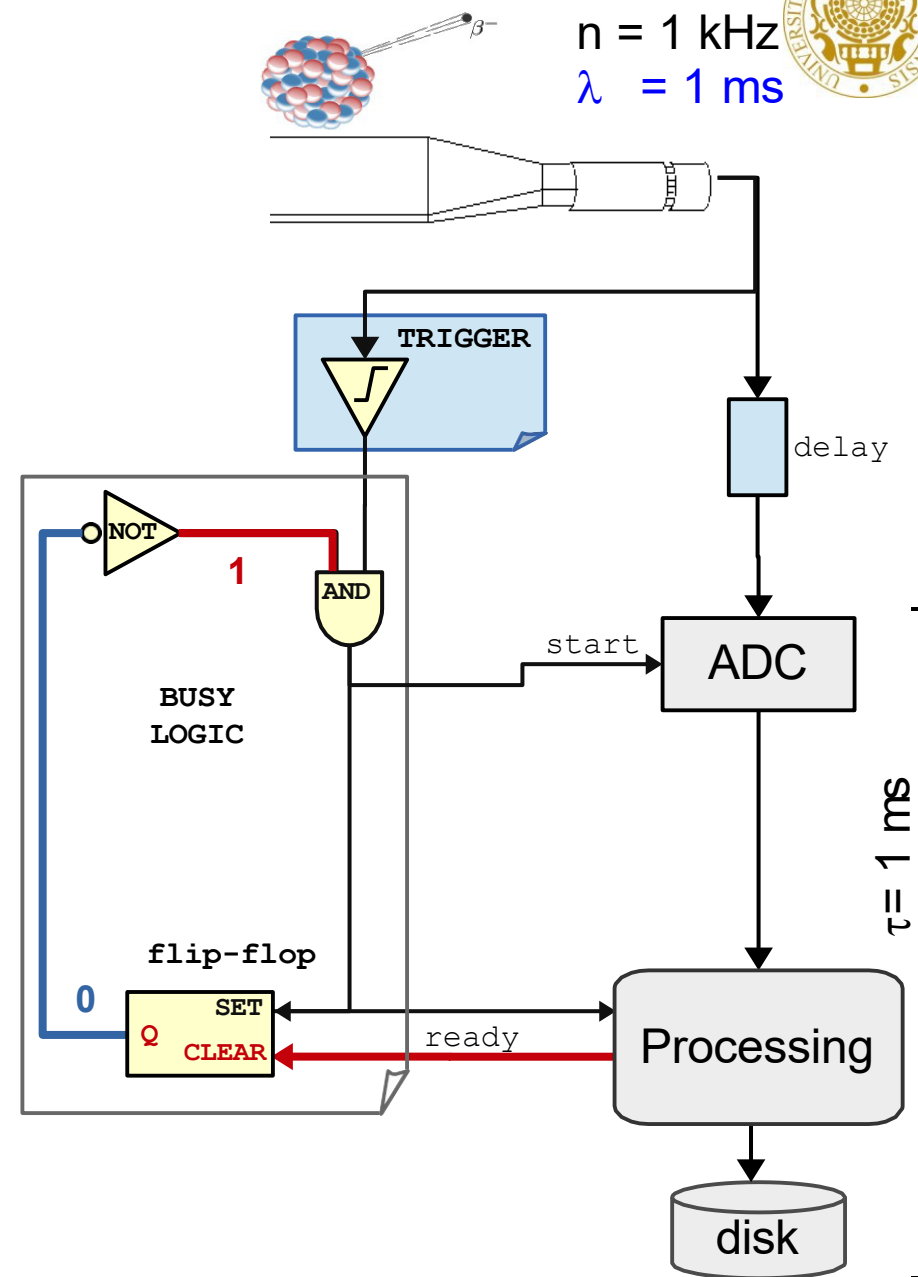 β−
n = 1 kHz
λ = 1 ms
TRIGGER
delay
NOT
1
AND
start
ADC
BUSY
LOGIC
τ= 1 ms
flip-flop
0
SET
Q
CLEAR
ready
Processing
disk